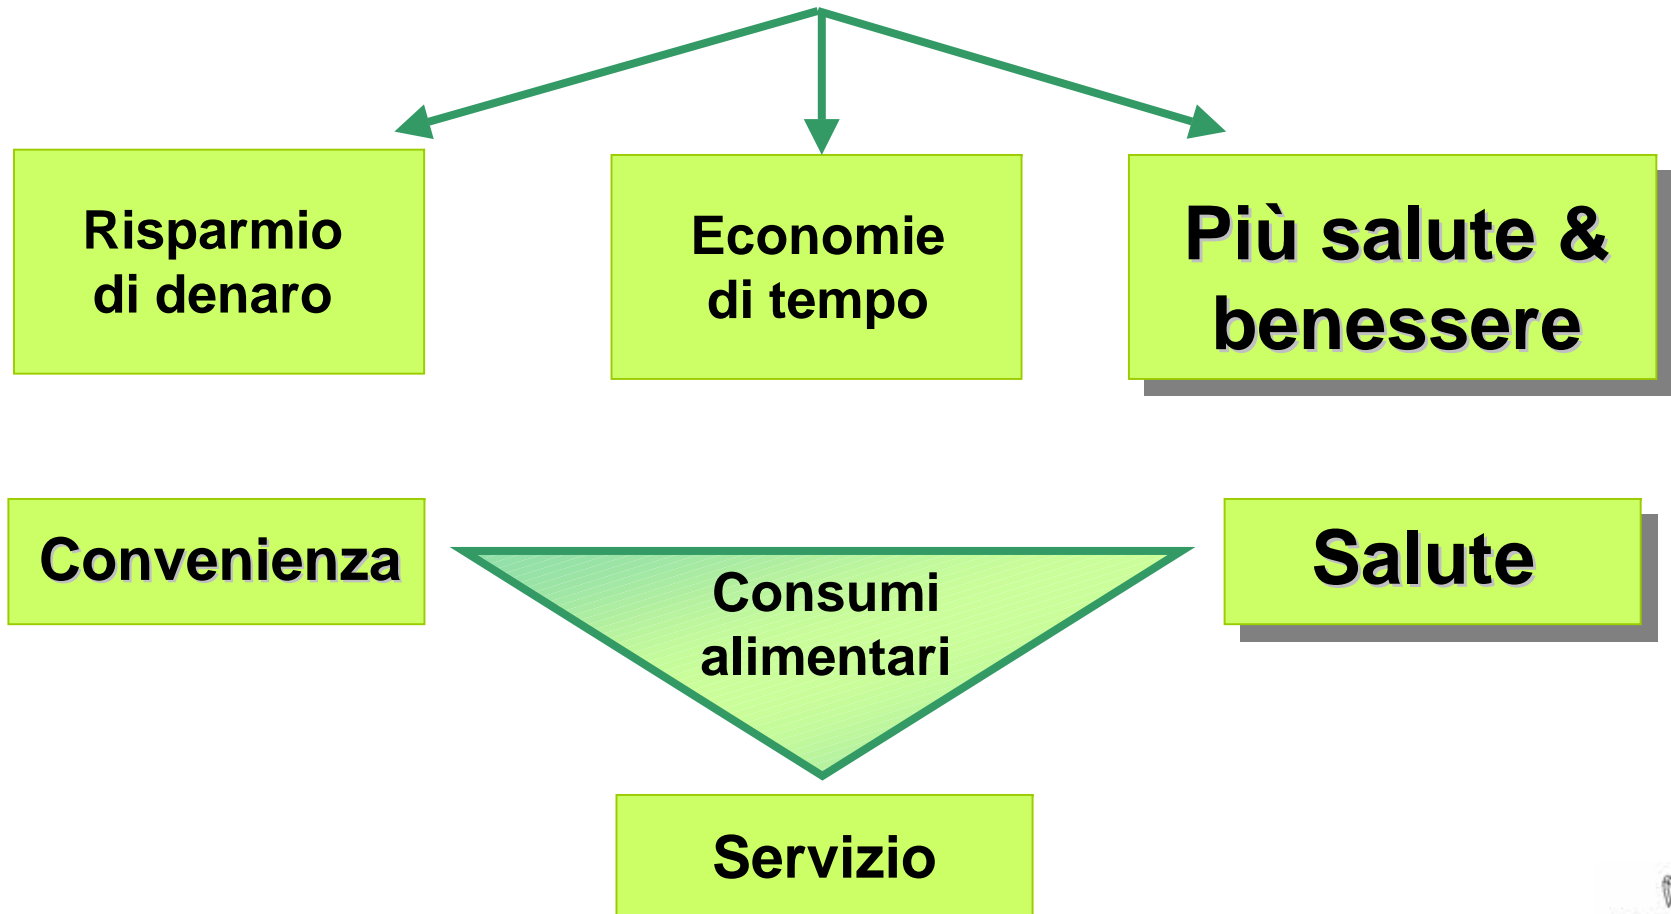 Risparmio
di denaro
Economie
di tempo
Più salute &
benessere
Convenienza
Consumi
alimentari
Salute
Servizio